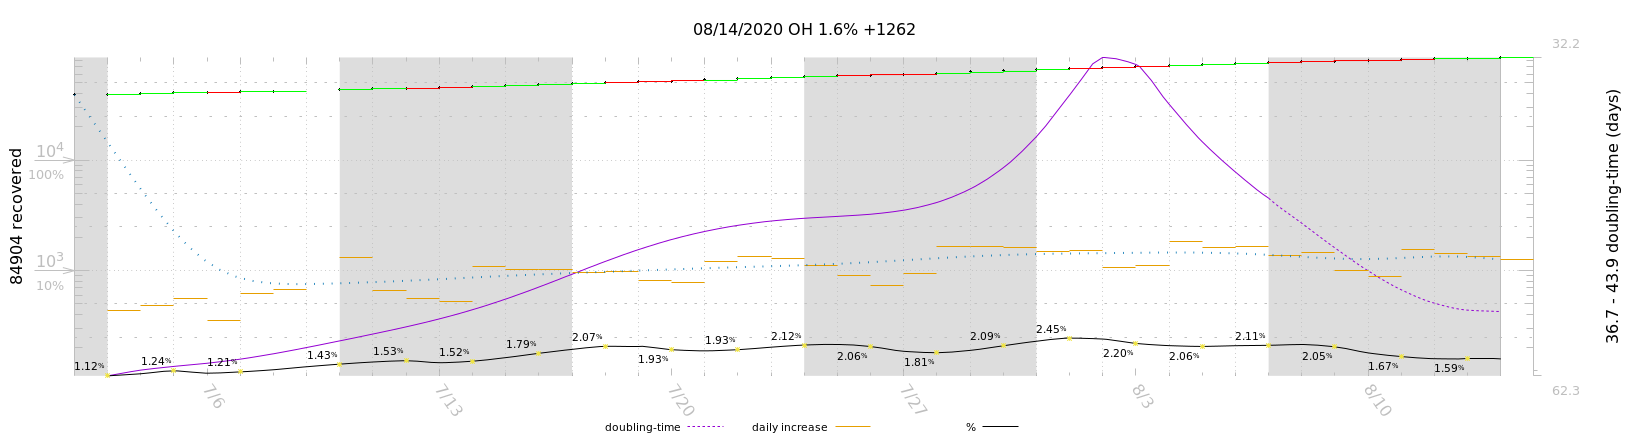 08/14/2020 OH 1.6% +1262
32.2
84904 recovered
10^4
100%
10^3
10%
36.7 - 43.9 doubling-time (days)
1.12% 1.24% 1.21% 1.43% 1.53% 1.52% 1.79% 2.07% 1.93% 1.93% 2.12% 2.06% 1.81% 2.09% 2.45% 2.20% 2.06% 2.11% 2.05% 1.67% 1.59%
7/6 7/13 7/20 7/27 8/3 8/10
62.3
doubling-time daily increase %